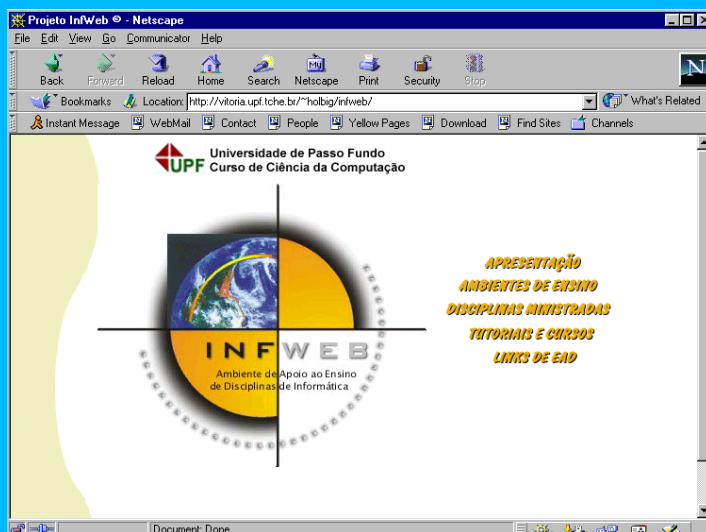 Projeto InfWeb © - Netscape
File Edit View Go Communicator Help
Back Forward Reload Home Search Netscape Print Security Stop
Bookmarks Location: http://vitoria.upf.tche.br/~holbig/infweb/ What's Related
Instant Message WebMail Contact People Yellow Pages Download Find Sites Channels
UPF
Universidade de Passo Fundo
Curso de Ciência da Computação
APRESENTAÇÃO
AMBIENTES DE ENSINO
DISCIPLINAS MINISTRADAS
TUTORIAIS E CURSOS
LINKS DE EAD
INFWEB
Ambiente de Apoio ao Ensino
de Disciplinas de Informática
Document: Done